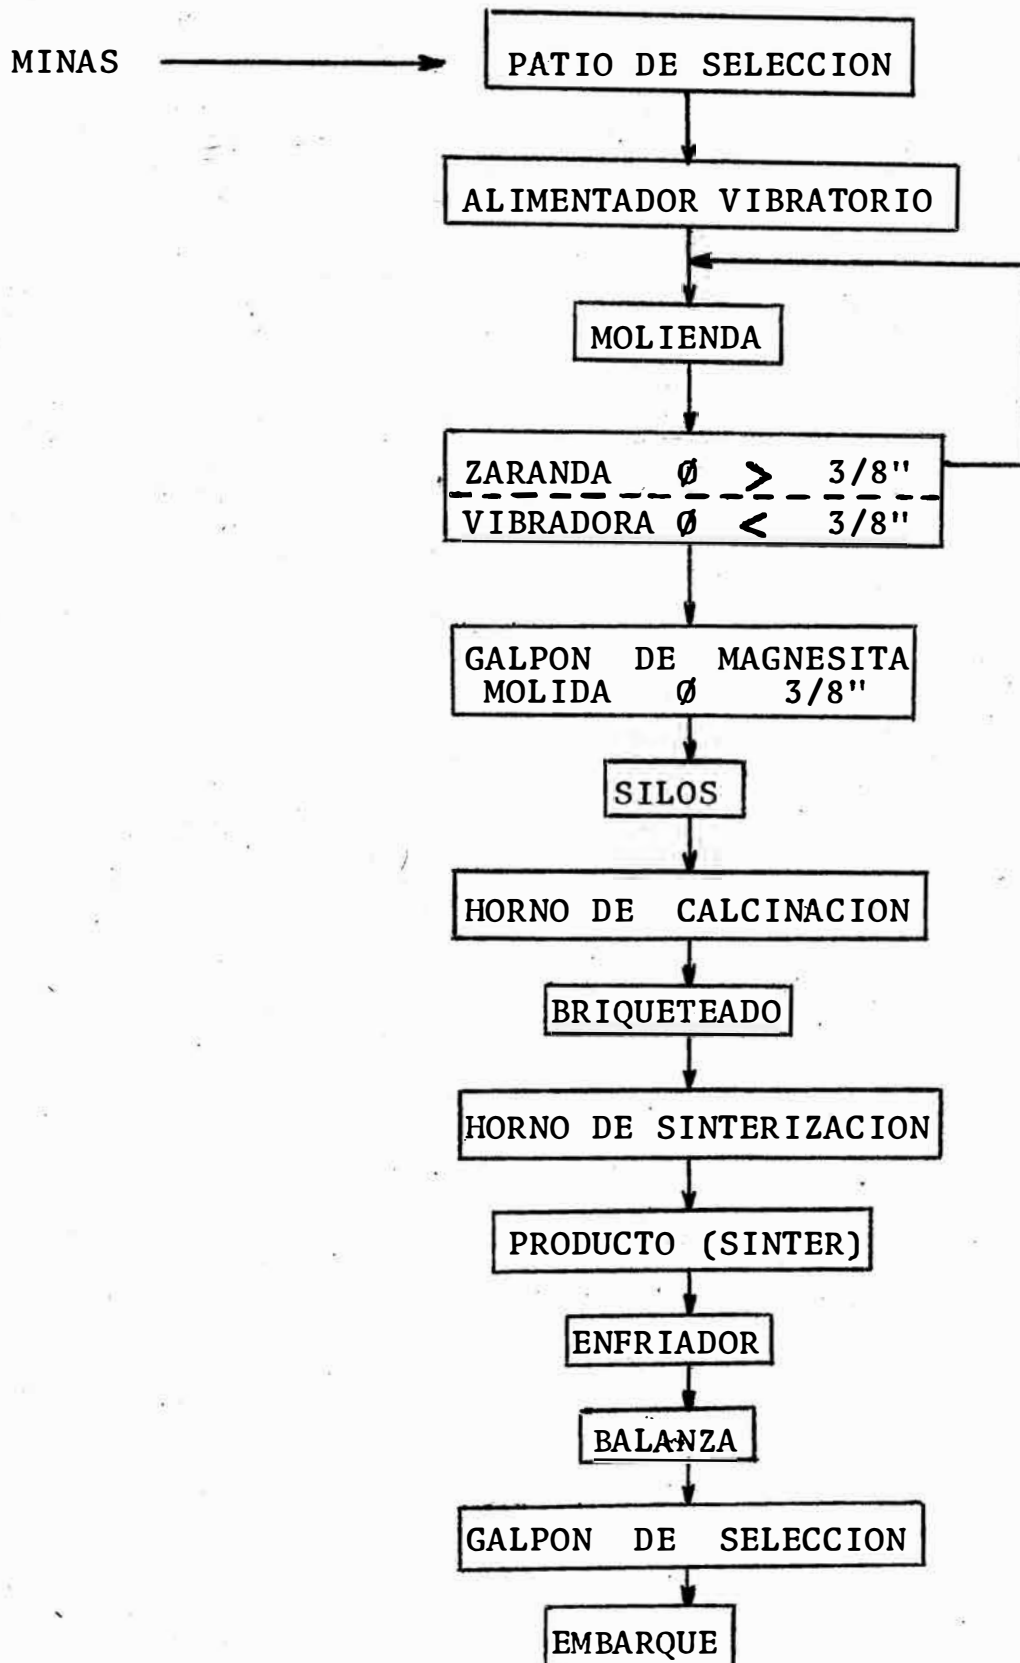 MINAS
PATIO DE SELECCION
ALIMENTADOR VIBRATORIO
MOLIENDA
ZARANDA Ø > 3/8"
VIBRADORA Ø < 3/8"
GALPON DE MAGNESITA
MOLIDA Ø 3/8"
SILOS
HORNO DE CALCINACION
BRIQUETEADO
HORNO DE SINTERIZACION
PRODUCTO (SINTER)
ENFRIADOR
BALANZA
GALPON DE SELECCION
EMBARQUE